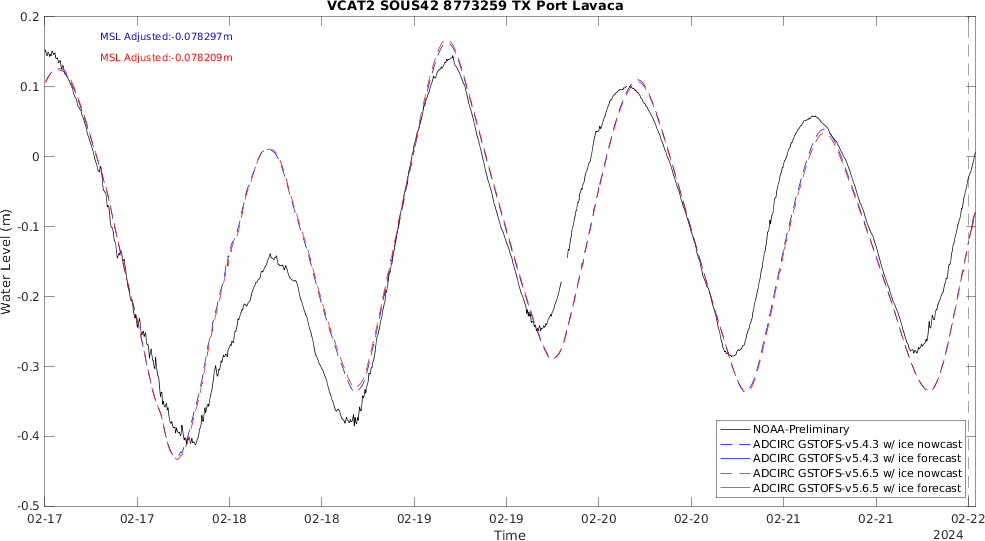 VCAT2 SOUS42 8773259 TX Port Lavaca
MSL Adjusted:-0.078297m
MSL Adjusted:-0.078209m
Water Level (m)
0.2
0.1
0
-0.1
-0.2
-0.3
-0.4
-0.5
NOAA-Preliminary
ADCIRC GSTOFS-v5.4.3 w/ ice nowcast
ADCIRC GSTOFS-v5.4.3 w/ ice forecast
ADCIRC GSTOFS-v5.6.5 w/ ice nowcast
ADCIRC GSTOFS-v5.6.5 w/ ice forecast
02-17 02-17 02-18 02-18 02-19 02-19 02-20 02-20 02-21 02-21 02-22
Time
2024